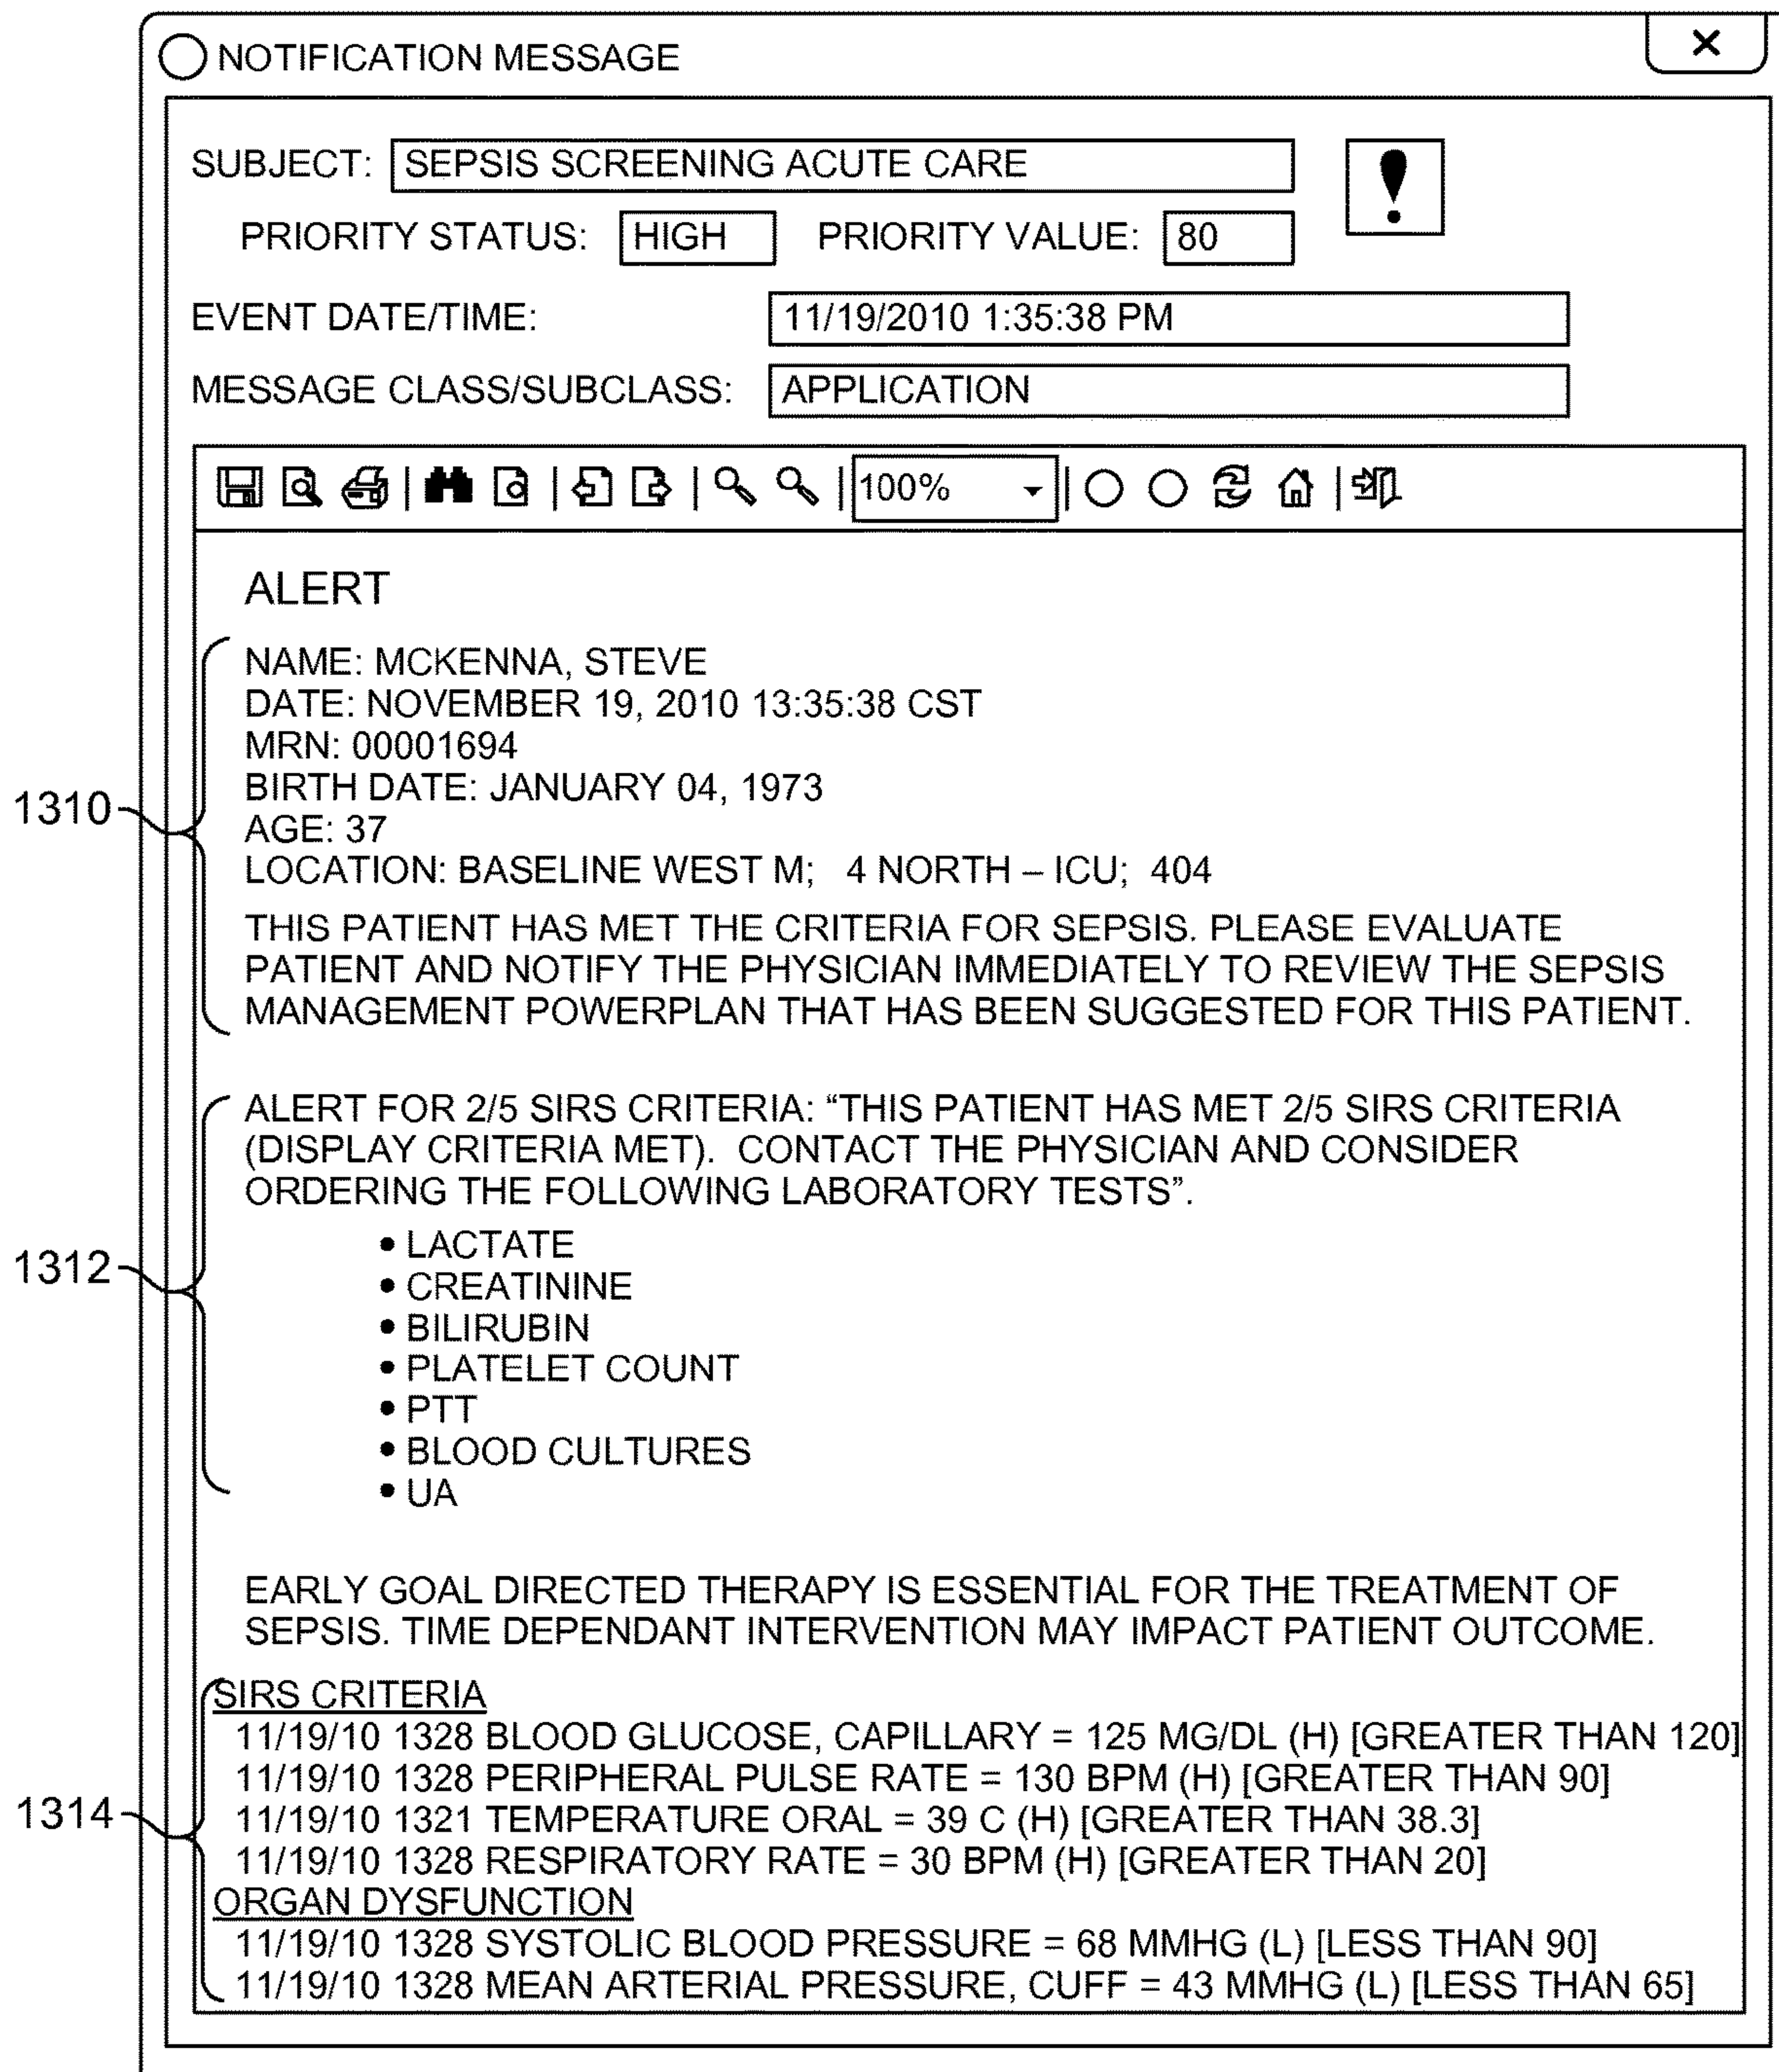 NOTIFICATION MESSAGE
×
SUBJECT: SEPSIS SCREENING ACUTE CARE
!
PRIORITY STATUS: HIGH PRIORITY VALUE: 80
EVENT DATE/TIME: 11/19/2010 1:35:38 PM
MESSAGE CLASS/SUBCLASS: APPLICATION
100%
ALERT
NAME: MCKENNA, STEVE
DATE: NOVEMBER 19, 2010 13:35:38 CST
MRN: 00001694
BIRTH DATE: JANUARY 04, 1973
1310
AGE: 37
LOCATION: BASELINE WEST M; 4 NORTH – ICU; 404
THIS PATIENT HAS MET THE CRITERIA FOR SEPSIS. PLEASE EVALUATE
PATIENT AND NOTIFY THE PHYSICIAN IMMEDIATELY TO REVIEW THE SEPSIS
MANAGEMENT POWERPLAN THAT HAS BEEN SUGGESTED FOR THIS PATIENT.
ALERT FOR 2/5 SIRS CRITERIA: “THIS PATIENT HAS MET 2/5 SIRS CRITERIA
(DISPLAY CRITERIA MET). CONTACT THE PHYSICIAN AND CONSIDER
ORDERING THE FOLLOWING LABORATORY TESTS”.
• LACTATE
1312
• CREATININE
• BILIRUBIN
• PLATELET COUNT
• PTT
• BLOOD CULTURES
• UA
EARLY GOAL DIRECTED THERAPY IS ESSENTIAL FOR THE TREATMENT OF
SEPSIS. TIME DEPENDANT INTERVENTION MAY IMPACT PATIENT OUTCOME.
SIRS CRITERIA
11/19/10 1328 BLOOD GLUCOSE, CAPILLARY = 125 MG/DL (H) [GREATER THAN 120]
11/19/10 1328 PERIPHERAL PULSE RATE = 130 BPM (H) [GREATER THAN 90]
1314
11/19/10 1321 TEMPERATURE ORAL = 39 C (H) [GREATER THAN 38.3]
11/19/10 1328 RESPIRATORY RATE = 30 BPM (H) [GREATER THAN 20]
ORGAN DYSFUNCTION
11/19/10 1328 SYSTOLIC BLOOD PRESSURE = 68 MMHG (L) [LESS THAN 90]
11/19/10 1328 MEAN ARTERIAL PRESSURE, CUFF = 43 MMHG (L) [LESS THAN 65]